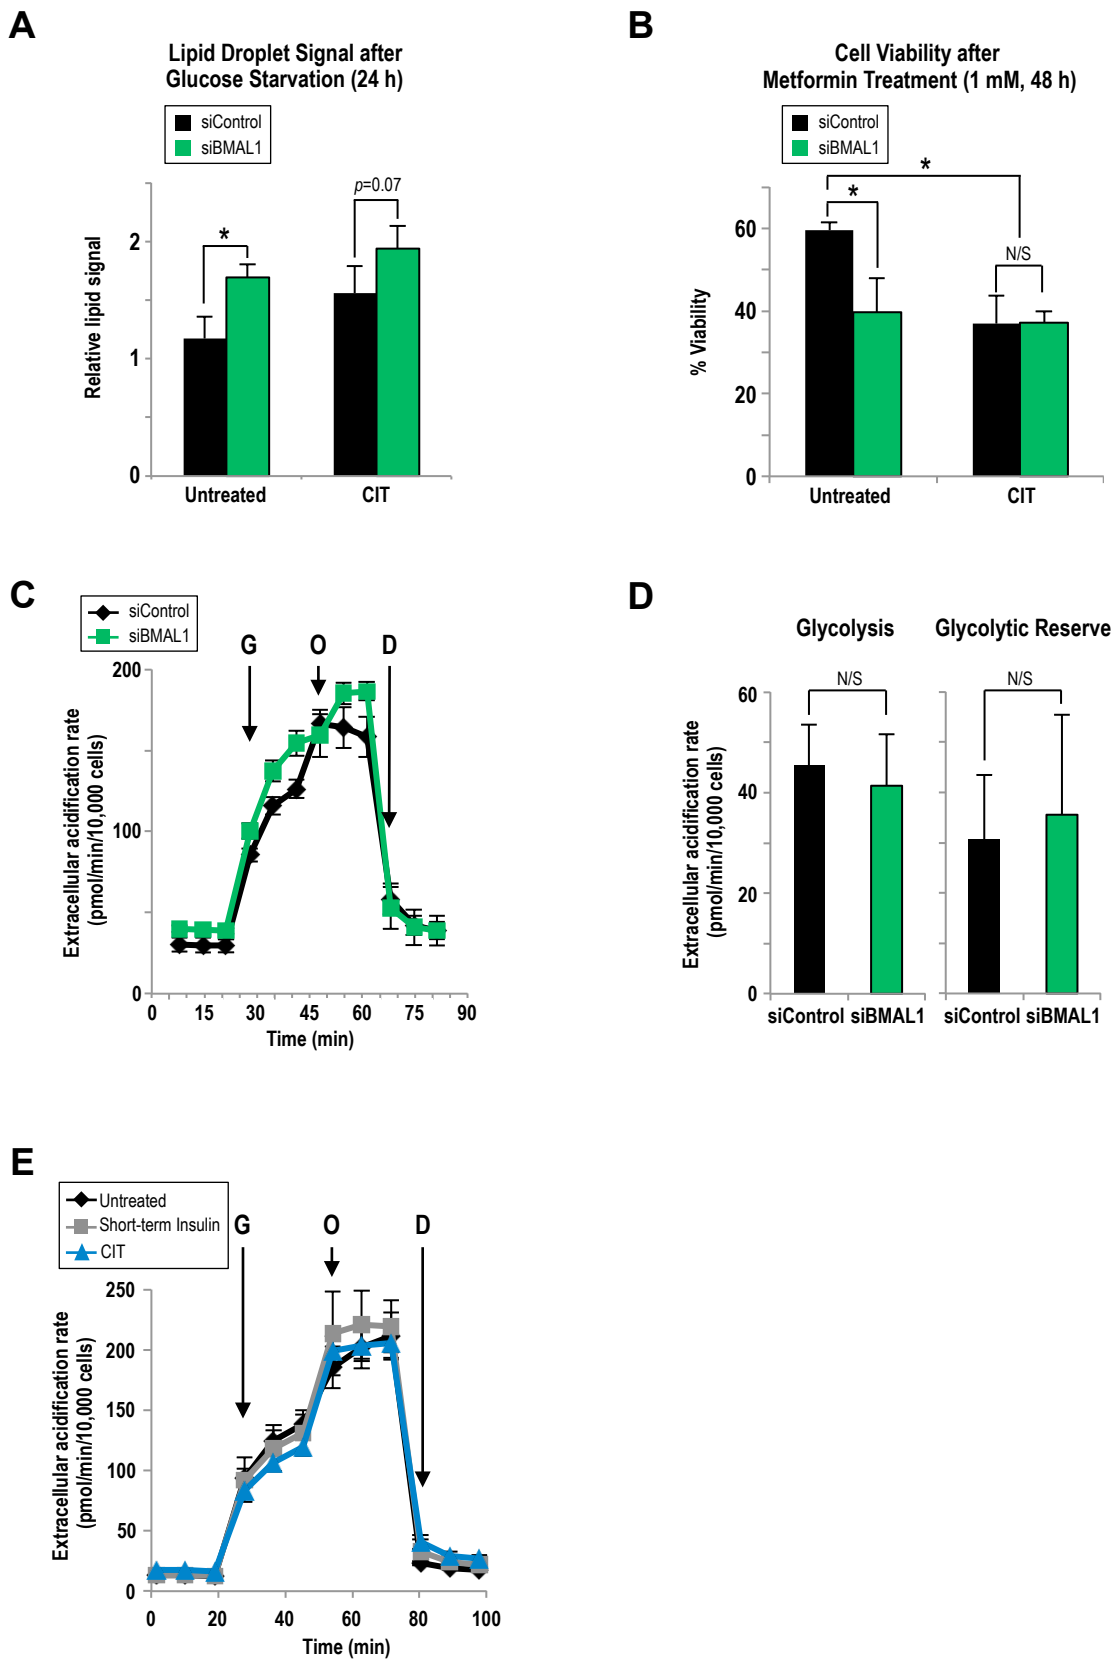 A
Lipid Droplet Signal after
Glucose Starvation (24 h)
siControl
siBMAL1
Relative lipid signal
2
1
0
*
p=0.07
Untreated
CIT
B
Cell Viability after
Metformin Treatment (1 mM, 48 h)
siControl
siBMAL1
% Viability
60
40
20
0
*
*
N/S
Untreated
CIT
C
siControl
siBMAL1
G
O
D
Extracellular acidification rate
(pmol/min/10,000 cells)
200
100
0
0 15 30 45 60 75 90
Time (min)
D
Glycolysis
Glycolytic Reserve
N/S
N/S
Extracellular acidification rate
(pmol/min/10,000 cells)
60
40
20
0
siControl siBMAL1
siControl siBMAL1
E
Untreated
Short-term Insulin
CIT
G
O
D
Extracellular acidification rate
(pmol/min/10,000 cells)
250
200
150
100
50
0
0 20 40 60 80 100
Time (min)